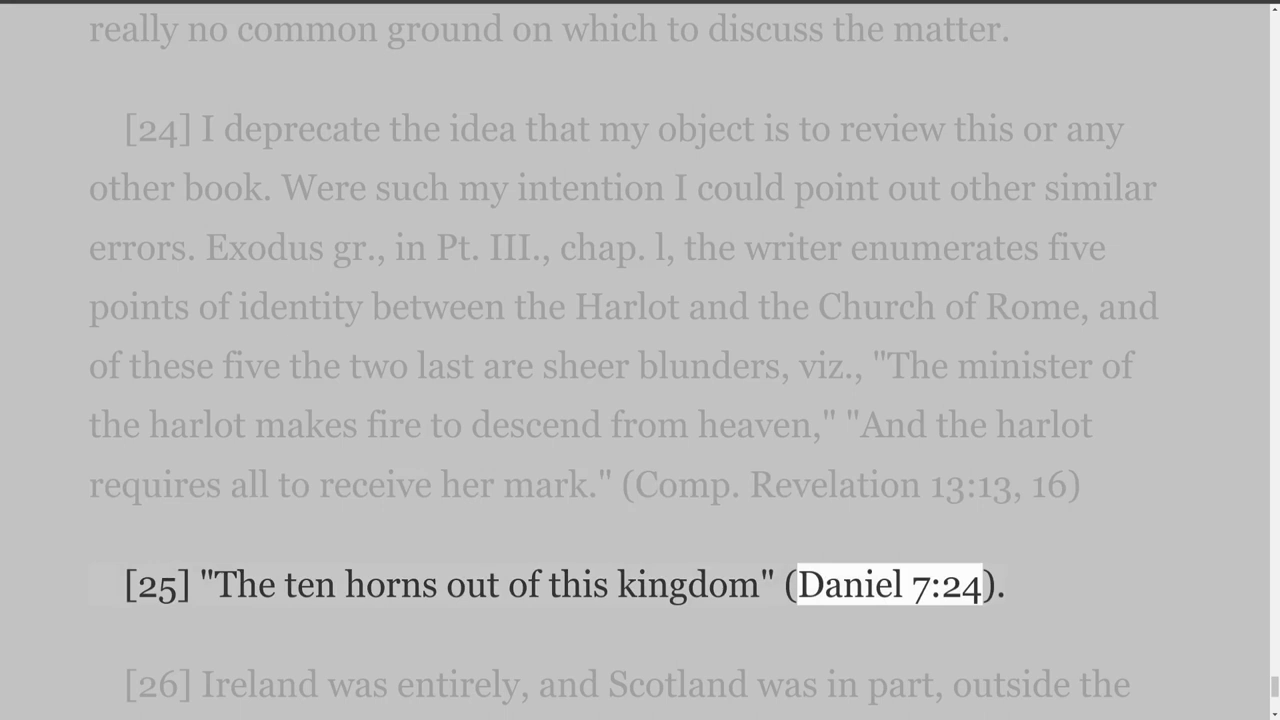 really no common ground on which to discuss the matter.
[24] I deprecate the idea that my object is to review this or any
other book. Were such my intention I could point out other similar
errors. Exodus gr., in Pt. III., chap. l, the writer enumerates five
points of identity between the Harlot and the Church of Rome, and
of these five the two last are sheer blunders, viz., "The minister of
the harlot makes fire to descend from heaven," "And the harlot
requires all to receive her mark." (Comp. Revelation 13:13, 16)
[25] "The ten horns out of this kingdom" (Daniel 7:24).
[26] Ireland was entirely, and Scotland was in part, outside the